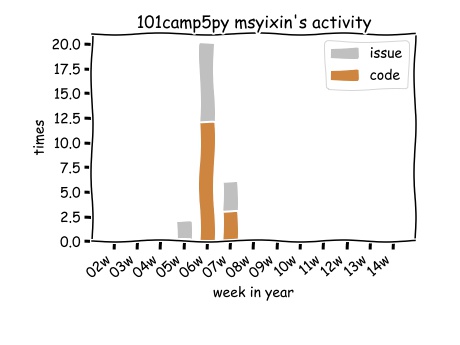 101camp5py msyixin's activity
issue
code
20.0
17.5
15.0
12.5
10.0
7.5
5.0
2.5
0.0
times
02w 03w 04w 05w 06w 07w 08w 09w 10w 11w 12w 13w 14w
week in year